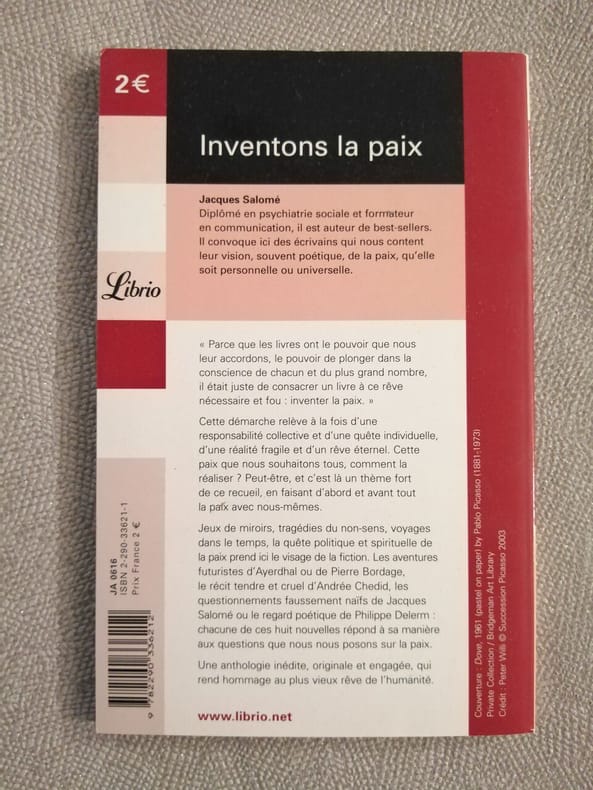 2€
Inventons la paix
Jacques Salomé
Diplômé en psychiatrie sociale et formateur
en communication, il est auteur de best-sellers.
Il convoque ici des écrivains qui nous content
leur vision, souvent poétique, de la paix, qu'elle
soit personnelle ou universelle.
Librio
« Parce que les livres ont le pouvoir que nous
leur accordons, le pouvoir de plonger dans la
conscience de chacun et du plus grand nombre,
il était juste de consacrer un livre à ce rêve
nécessaire et fou : inventer la paix. »
Cette démarche relève à la fois d'une
responsabilité collective et d'une quête individuelle,
d'une réalité fragile et d'un rêve éternel. Cette
paix que nous souhaitons tous, comment la
réaliser ? Peut-être, et c'est là un thème fort
de ce recueil, en faisant d'abord et avant tout
la paix avec nous-mêmes.
Jeux de miroirs, tragédies du non-sens, voyages
dans le temps, la quête politique et spirituelle de
la paix prend ici le visage de la fiction. Les aventures
futuristes d'Ayerdhal ou de Pierre Bordage,
le récit tendre et cruel d'Andrée Chedid, les
questionnements faussement naïfs de Jacques
Salomé ou le regard poétique de Philippe Delerm :
chacune de ces huit nouvelles répond à sa manière
aux questions que nous nous posons sur la paix.
Une anthologie inédite, originale et engagée, qui
rend hommage au plus vieux rêve de l'humanité.
www.librio.net
JA 0616
ISBN 2-290-33621-1
Prix France 2 €
9 782290 336212
Couverture : Dove, 1961 (pastel on paper) by Pablo Picasso (1881-1973)
Private Collection / Bridgeman Art Library
Crédit : Peter Willi © Succession Picasso 2003